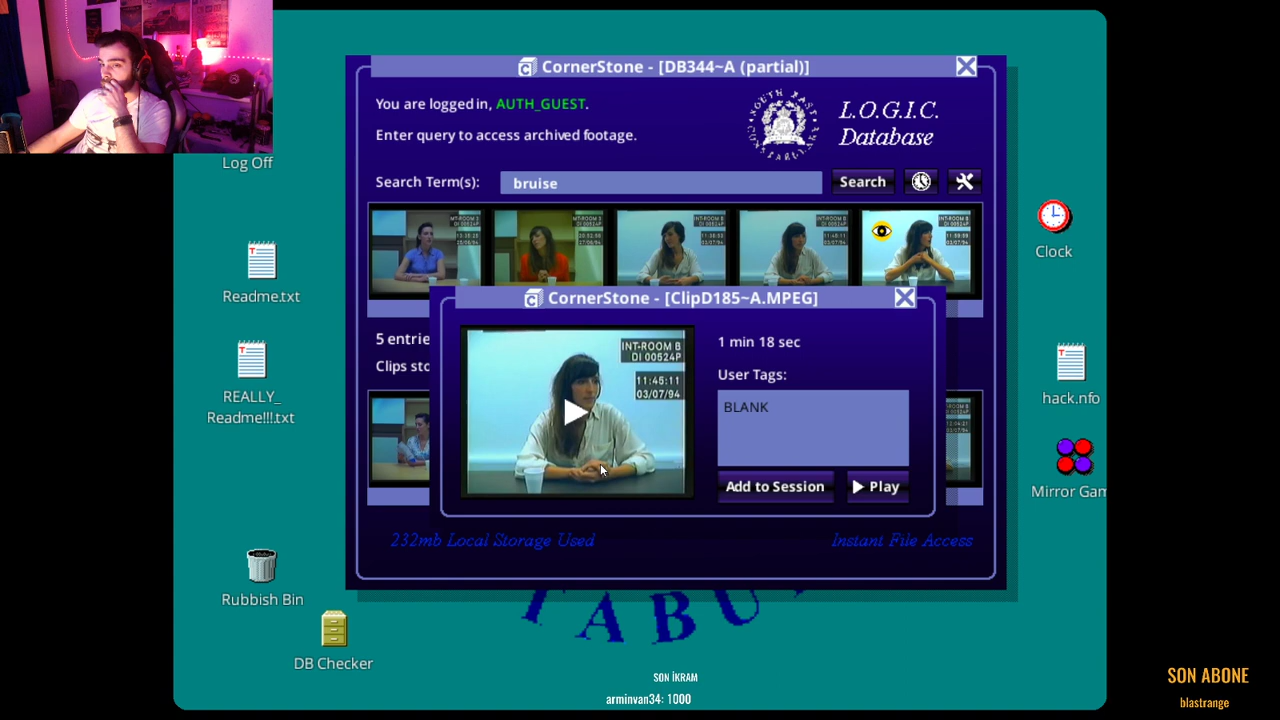 CornerStone - [DB344~A (partial)]
You are logged in, AUTH_GUEST.
Enter query to access archived footage.
L.O.G.I.C.
Database
Search Term(s):
bruise
Search
Log Off
Readme.txt
REALLY_
Readme!!!.txt
Rubbish Bin
DB Checker
Clock
hack.nfo
Mirror Gam
5 entrie
Clips sto
CornerStone - [ClipD185~A.MPEG]
INT-ROOM B
DI 00524P
11:45:11
03/07/94
1 min 18 sec
User Tags:
BLANK
Add to Session
Play
232mb Local Storage Used
Instant File Access
TABU
SON İKRAM
arminvan34: 1000
SON ABONE
blastrange